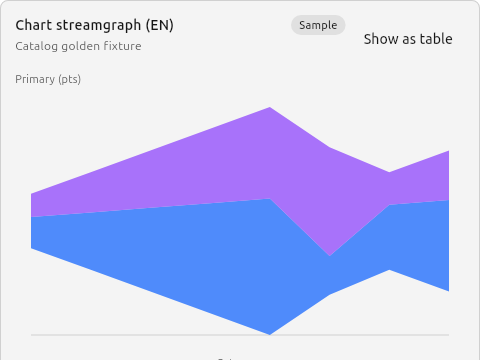 Chart streamgraph (EN)
Sample
Show as table
Catalog golden fixture
Primary (pts)